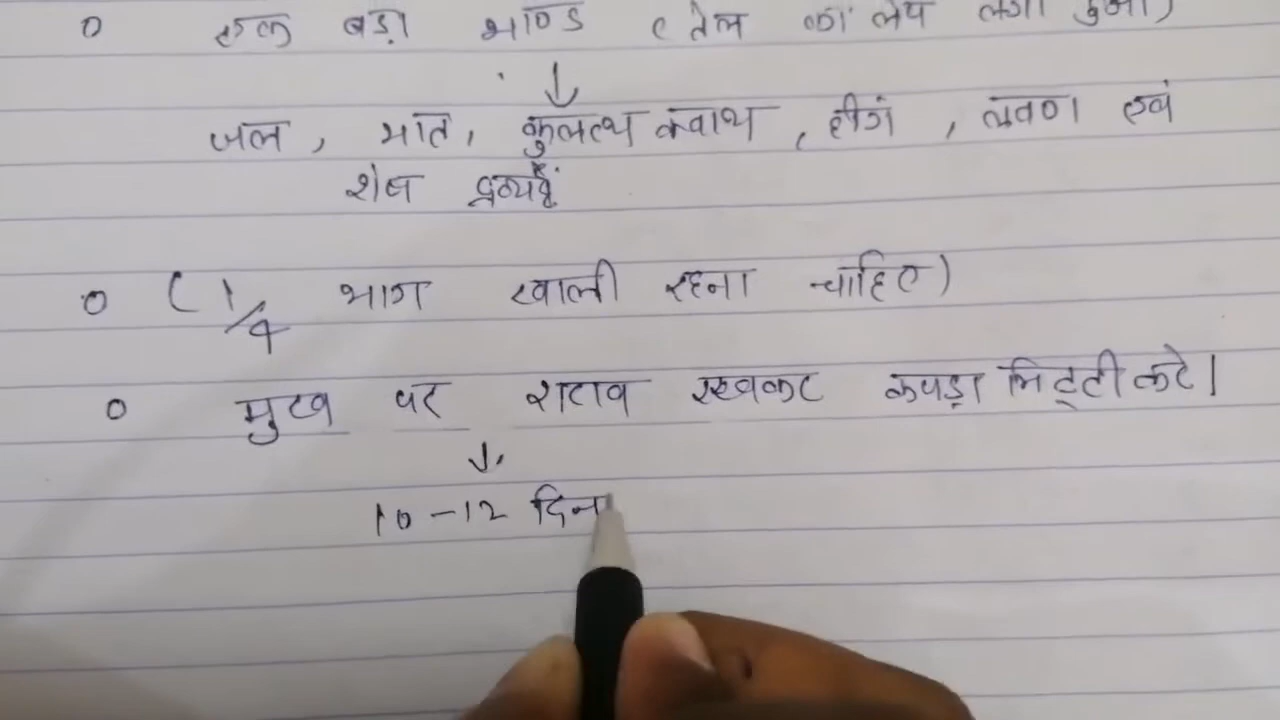 ० एक बड़ा भाण्ड (तेल का लेप लगा हुआ)
↓
जल, भात, कुलत्थ क्वाथ, हींग, लवण एवं
शेष द्रव्य
० (1/4 भाग खाली रहना चाहिए)
० मुख पर शराव रखकर कपड़ा मिट्टी करे।
↓
10-12 दिन